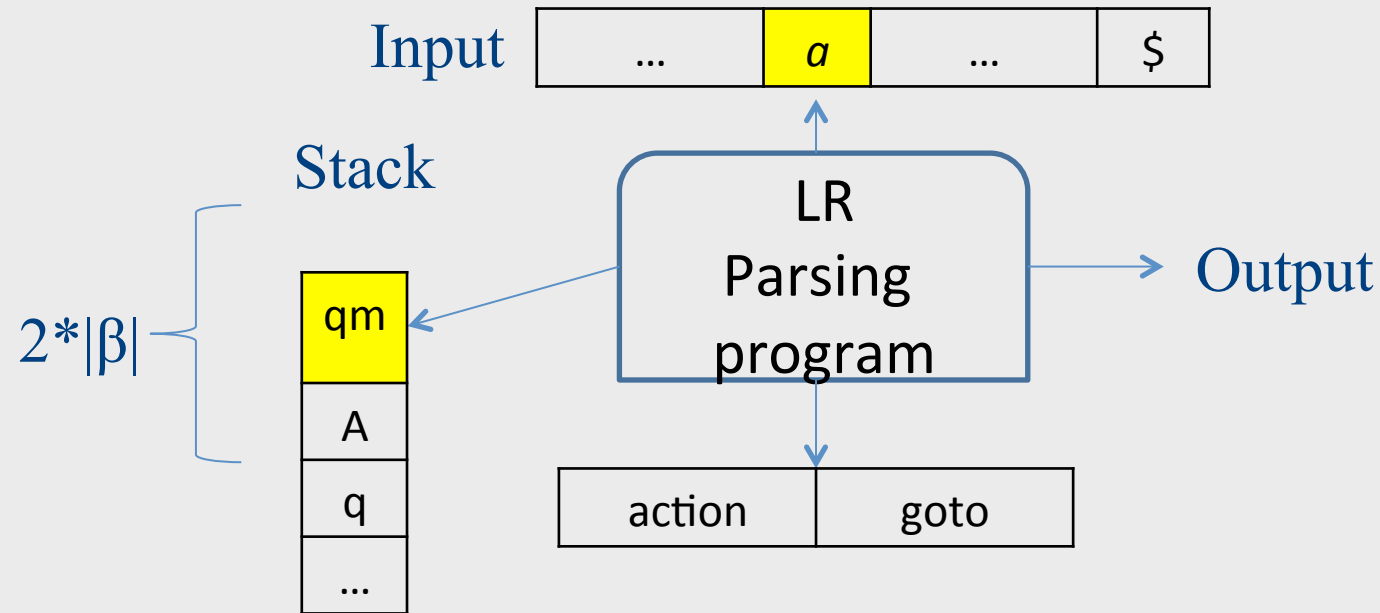 Input
… a … $
Stack
LR
Parsing
program
Output
2*|β|
qm
A
q
…
action goto